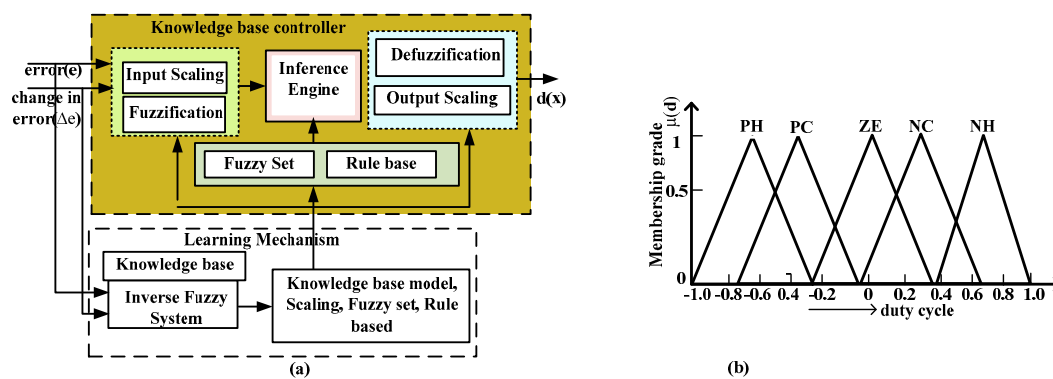 Knowledge base controller
error(e)
change in
error(Δe)
Input Scaling
Fuzzification
Inference
Engine
Defuzzification
Output Scaling
d(x)
Fuzzy Set
Rule base
Learning Mechanism
Knowledge base
Inverse Fuzzy
System
Knowledge base model,
Scaling, Fuzzy set, Rule
based
(a)
Membership grade μ(d)
PH PC ZE NC NH
1
0.5
0
-1.0 -0.8 -0.6 0.4 -0.2 0 0.2 0.4 0.6 0.8 1.0
duty cycle
(b)